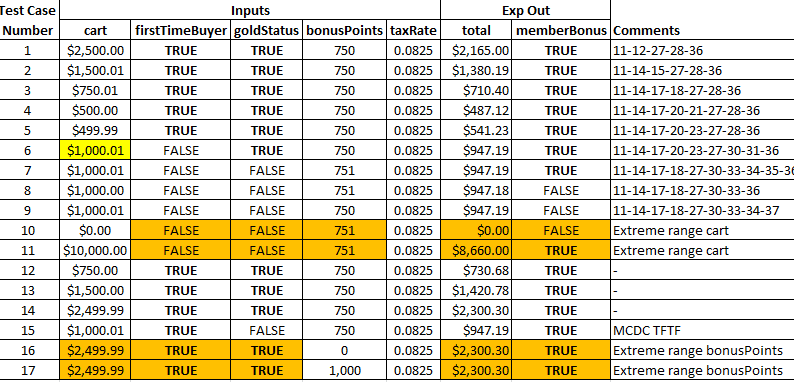 Test Case Inputs Exp Out
Number cart firstTimeBuyer goldStatus bonusPoints taxRate total memberBonus Comments
1 $2,500.00 TRUE TRUE 750 0.0825 $2,165.00 TRUE 11-12-27-28-36
2 $1,500.01 TRUE TRUE 750 0.0825 $1,380.19 TRUE 11-14-15-27-28-36
3 $750.01 TRUE TRUE 750 0.0825 $710.40 TRUE 11-14-17-18-27-28-36
4 $500.00 TRUE TRUE 750 0.0825 $487.12 TRUE 11-14-17-20-21-27-28-36
5 $499.99 TRUE TRUE 750 0.0825 $541.23 TRUE 11-14-17-20-23-27-28-36
6 $1,000.01 FALSE TRUE 750 0.0825 $947.19 TRUE 11-14-17-20-23-27-30-31-36
7 $1,000.01 FALSE FALSE 751 0.0825 $947.19 TRUE 11-14-17-18-27-30-33-34-35-36
8 $1,000.00 FALSE FALSE 751 0.0825 $947.18 FALSE 11-14-17-18-27-30-33-36
9 $1,000.01 FALSE FALSE 750 0.0825 $947.19 FALSE 11-14-17-18-27-30-33-34-37
10 $0.00 FALSE FALSE 751 0.0825 $0.00 FALSE Extreme range cart
11 $10,000.00 FALSE FALSE 751 0.0825 $8,660.00 TRUE Extreme range cart
12 $750.00 TRUE TRUE 750 0.0825 $730.68 TRUE -
13 $1,500.00 TRUE TRUE 750 0.0825 $1,420.78 TRUE -
14 $2,499.99 TRUE TRUE 750 0.0825 $2,300.30 TRUE -
15 $1,000.01 TRUE FALSE 750 0.0825 $947.19 TRUE MCDC TFTF
16 $2,499.99 TRUE TRUE 0 0.0825 $2,300.30 TRUE Extreme range bonusPoints
17 $2,499.99 TRUE TRUE 1,000 0.0825 $2,300.30 TRUE Extreme range bonusPoints